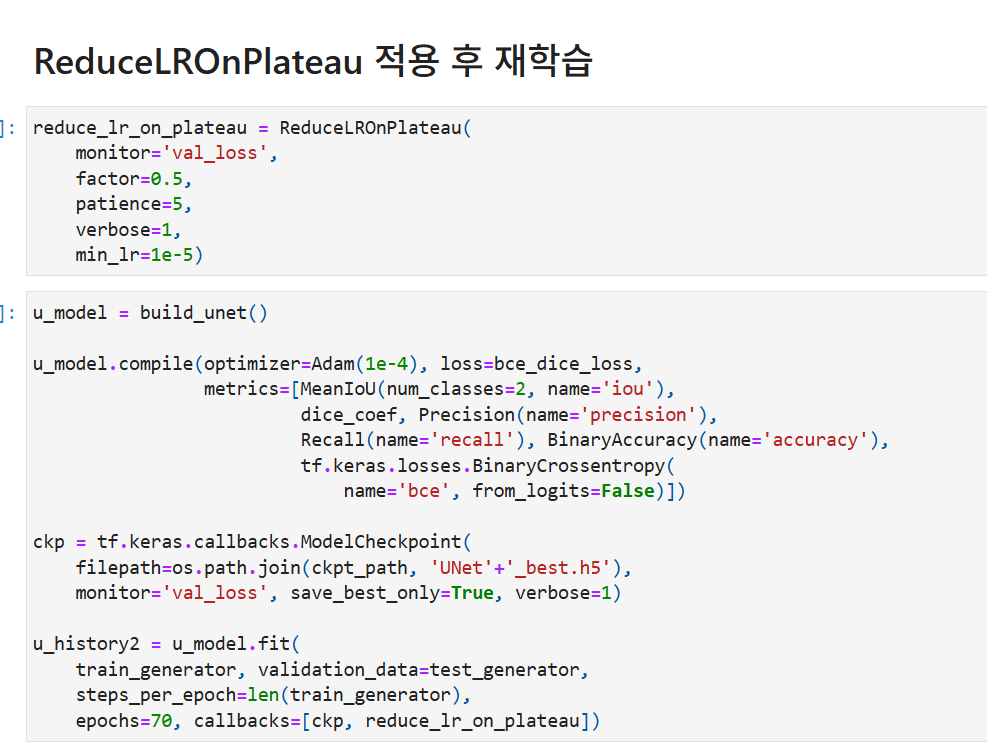 ReduceLROnPlateau 적용 후 재학습
]:
reduce_lr_on_plateau = ReduceLROnPlateau(
    monitor='val_loss',
    factor=0.5,
    patience=5,
    verbose=1,
    min_lr=1e-5)
]:
u_model = build_unet()
u_model.compile(optimizer=Adam(1e-4), loss=bce_dice_loss,
                metrics=[MeanIoU(num_classes=2, name='iou'),
                         dice_coef, Precision(name='precision'),
                         Recall(name='recall'), BinaryAccuracy(name='accuracy'),
                         tf.keras.losses.BinaryCrossentropy(
                             name='bce', from_logits=False)])
ckp = tf.keras.callbacks.ModelCheckpoint(
    filepath=os.path.join(ckpt_path, 'UNet'+'_best.h5'),
    monitor='val_loss', save_best_only=True, verbose=1)
u_history2 = u_model.fit(
    train_generator, validation_data=test_generator,
    steps_per_epoch=len(train_generator),
    epochs=70, callbacks=[ckp, reduce_lr_on_plateau])